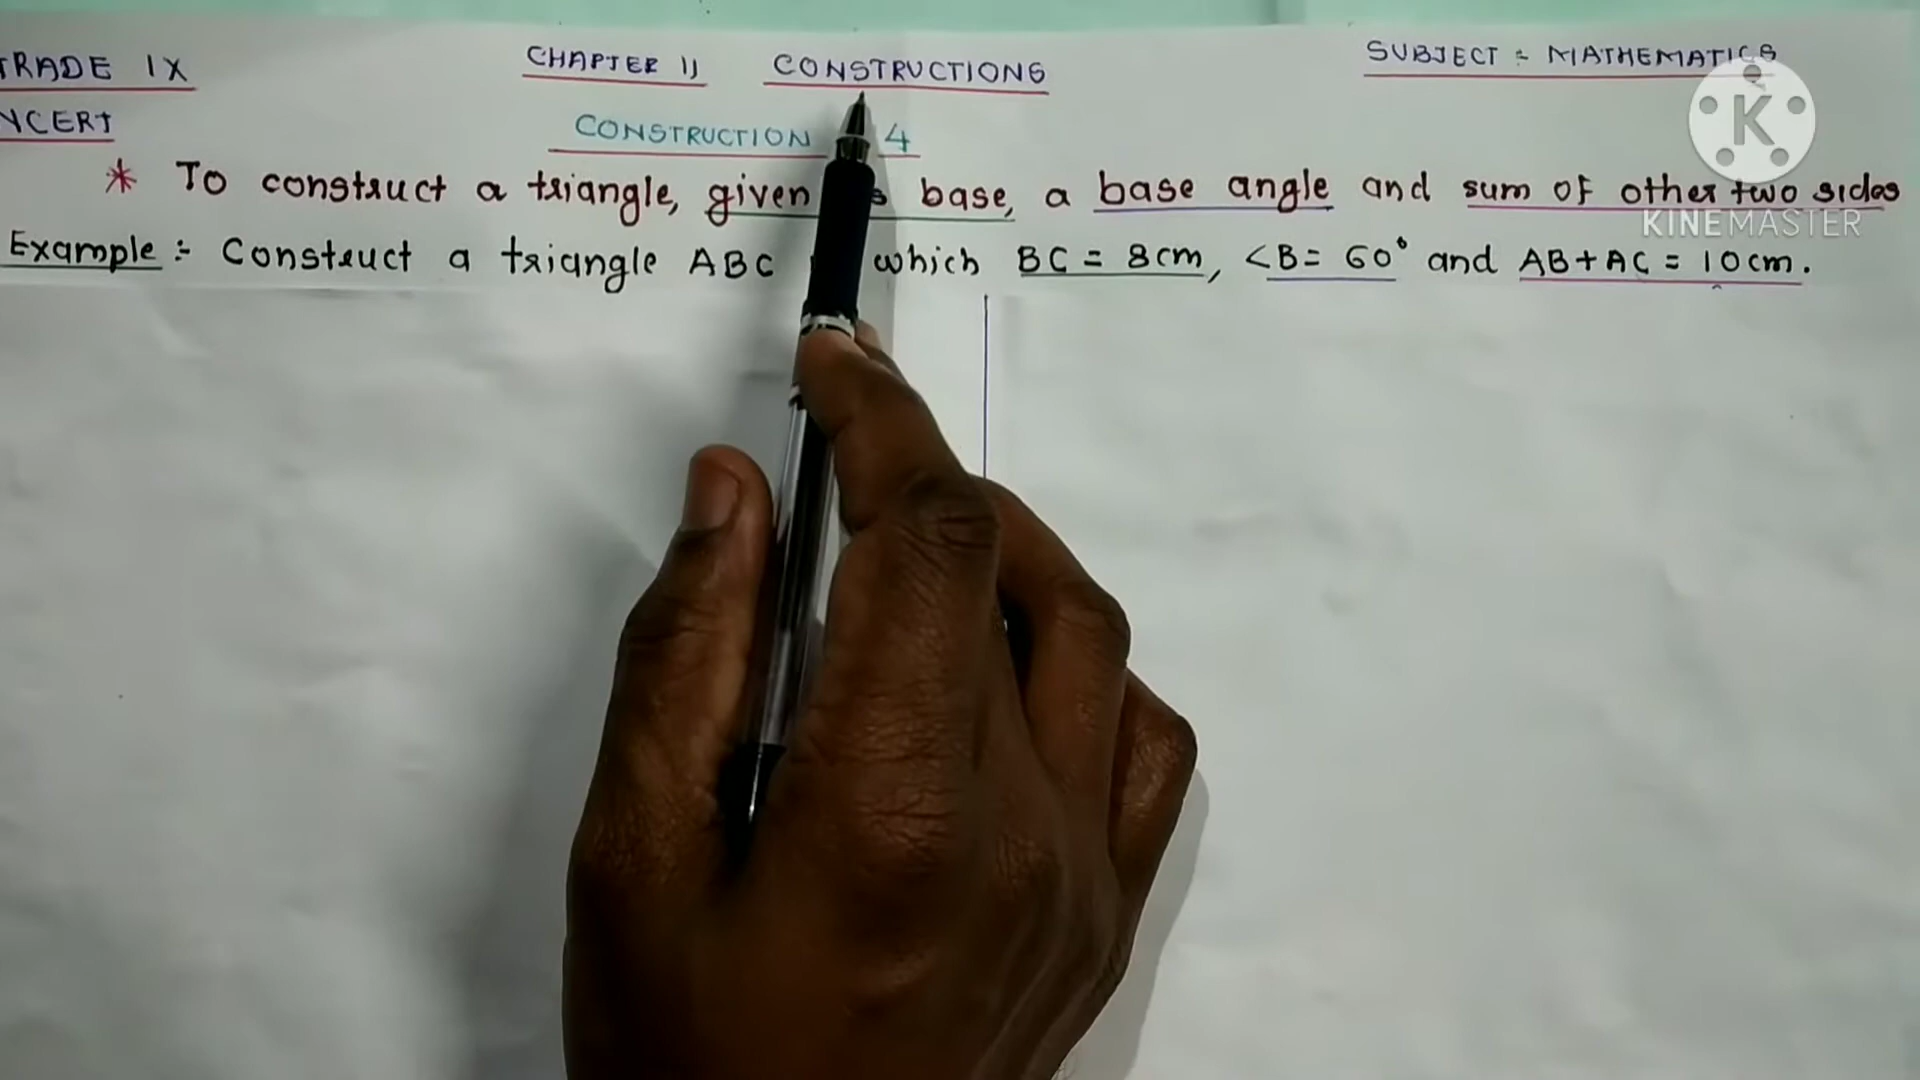 TRADE IX CHAPTER 11 CONSTRUCTIONS SUBJECT :- MATHEMATICS
NCERT CONSTRUCTION 4
* To construct a triangle, given base, a base angle and sum of other two sides
KINEMASTER
Example :- Construct a triangle ABC which BC = 8cm, <B= 60° and AB+AC = 10cm.